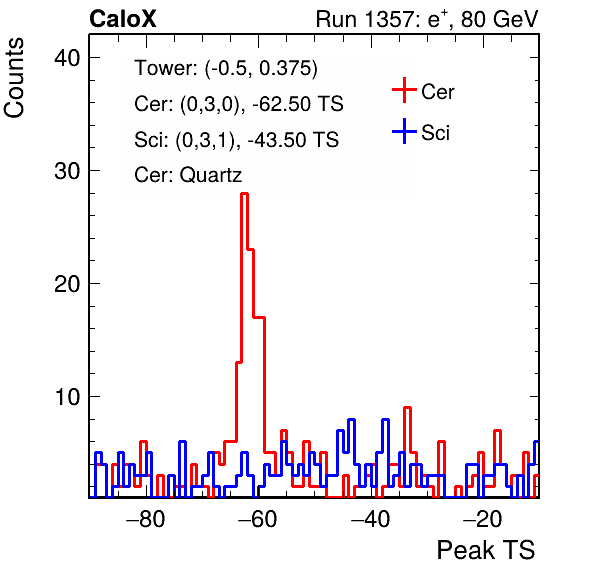 CaloX Run 1357: e⁺, 80 GeV
Counts
Tower: (-0.5, 0.375)
Cer: (0,3,0), -62.50 TS
Sci: (0,3,1), -43.50 TS
Cer: Quartz
Cer
Sci
40
30
20
10
−80 −60 −40 −20
Peak TS